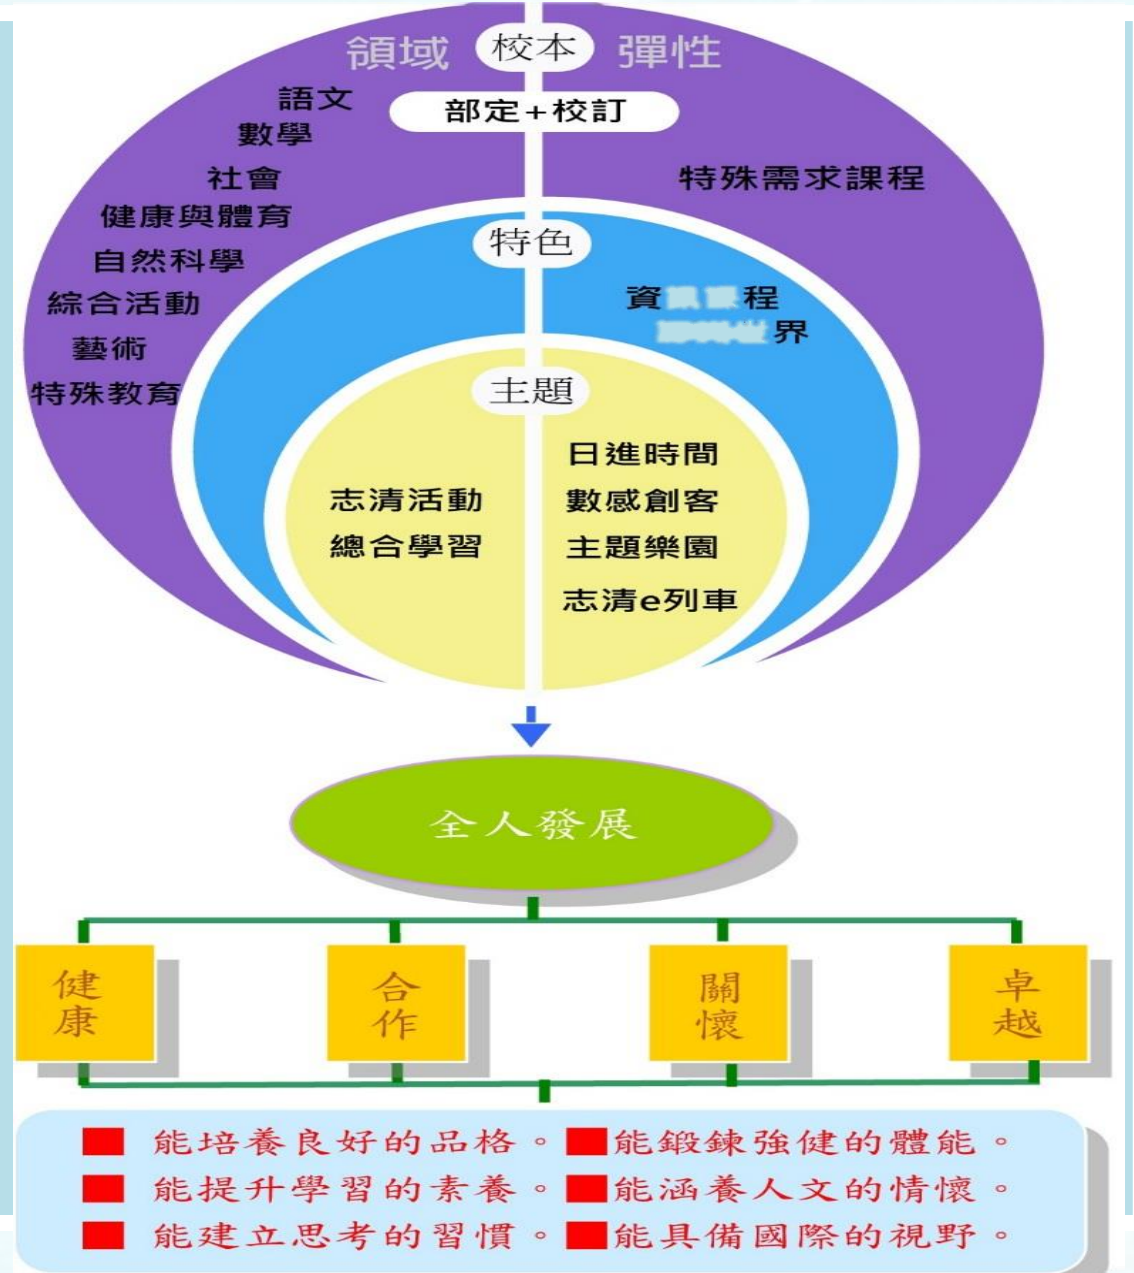 領域 校本 彈性
部定+校訂
語文
數學
社會
健康與體育
自然科學
綜合活動
藝術
特殊教育
特殊需求課程
特色
資 程
界
主題
志清活動
總合學習
日進時間
數感創客
主題樂園
志清e列車
全人發展
健康
合作
關懷
卓越
能培養良好的品格。 能鍛鍊強健的體能。
能提升學習的素養。 能涵養人文的情懷。
能建立思考的習慣。 能具備國際的視野。